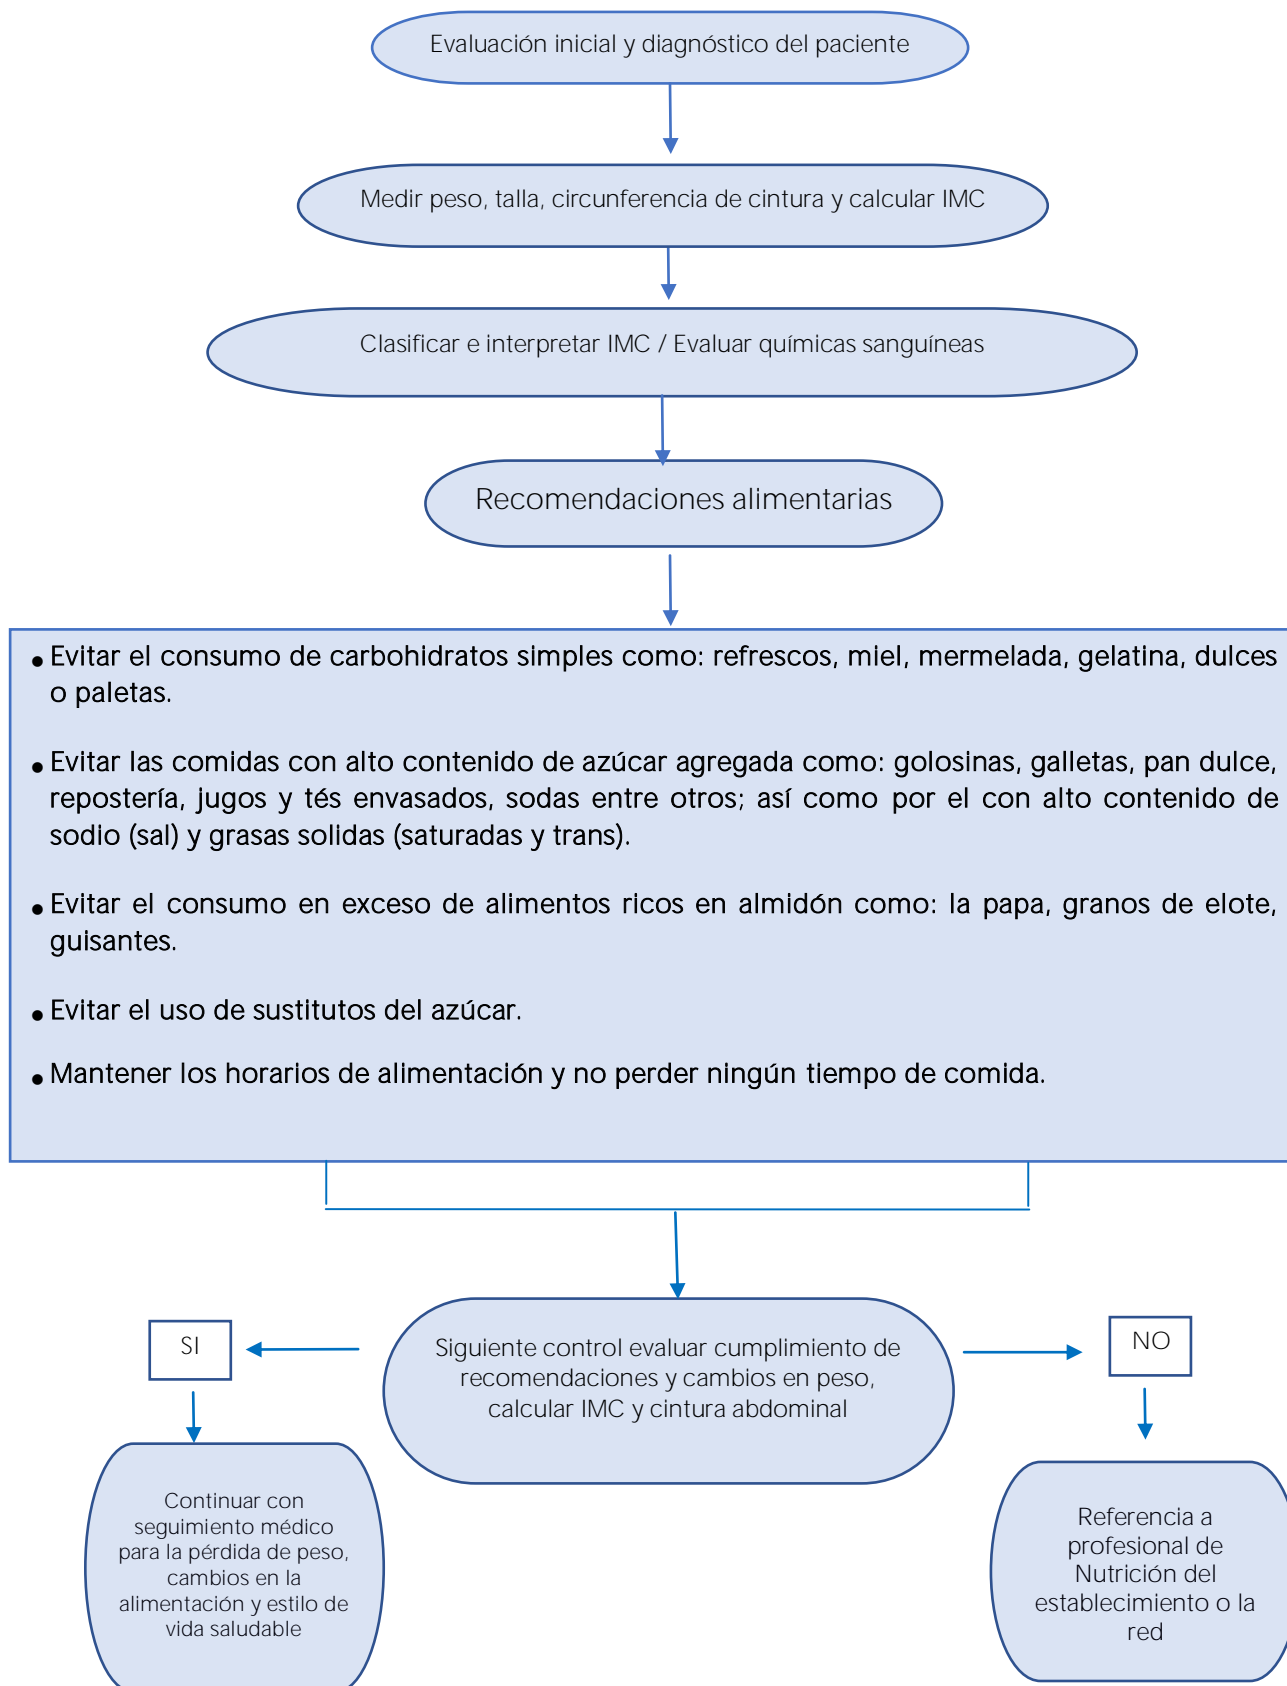 Evaluación inicial y diagnóstico del paciente
Medir peso, talla, circunferencia de cintura y calcular IMC
Clasificar e interpretar IMC / Evaluar químicas sanguíneas
Recomendaciones alimentarias
• Evitar el consumo de carbohidratos simples como: refrescos, miel, mermelada, gelatina, dulces
o paletas.
• Evitar las comidas con alto contenido de azúcar agregada como: golosinas, galletas, pan dulce,
repostería, jugos y tés envasados, sodas entre otros; así como por el con alto contenido de
sodio (sal) y grasas solidas (saturadas y trans).
• Evitar el consumo en exceso de alimentos ricos en almidón como: la papa, granos de elote,
guisantes.
• Evitar el uso de sustitutos del azúcar.
• Mantener los horarios de alimentación y no perder ningún tiempo de comida.
SI
Siguiente control evaluar cumplimiento de
recomendaciones y cambios en peso,
calcular IMC y cintura abdominal
NO
Continuar con
seguimiento médico
para la pérdida de peso,
cambios en la
alimentación y estilo de
vida saludable
Referencia a
profesional de
Nutrición del
establecimiento o la
red